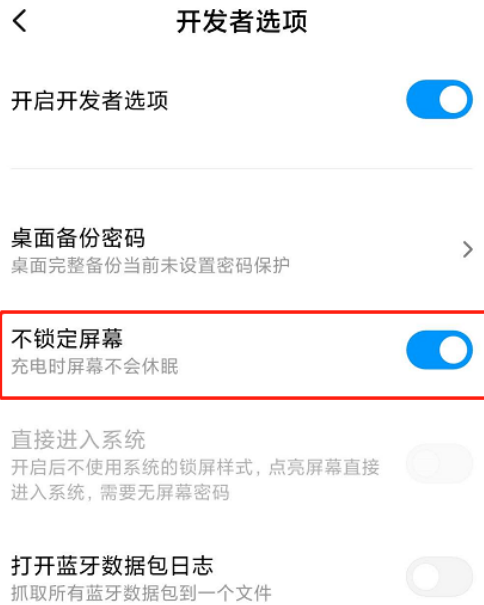 开发者选项
开启开发者选项
桌面备份密码
桌面完整备份当前未设置密码保护
不锁定屏幕
充电时屏幕不会休眠
直接进入系统
开启后不使用系统的锁屏样式，点亮屏幕直接
进入系统，需要无屏幕密码
打开蓝牙数据包日志
抓取所有蓝牙数据包到一个文件